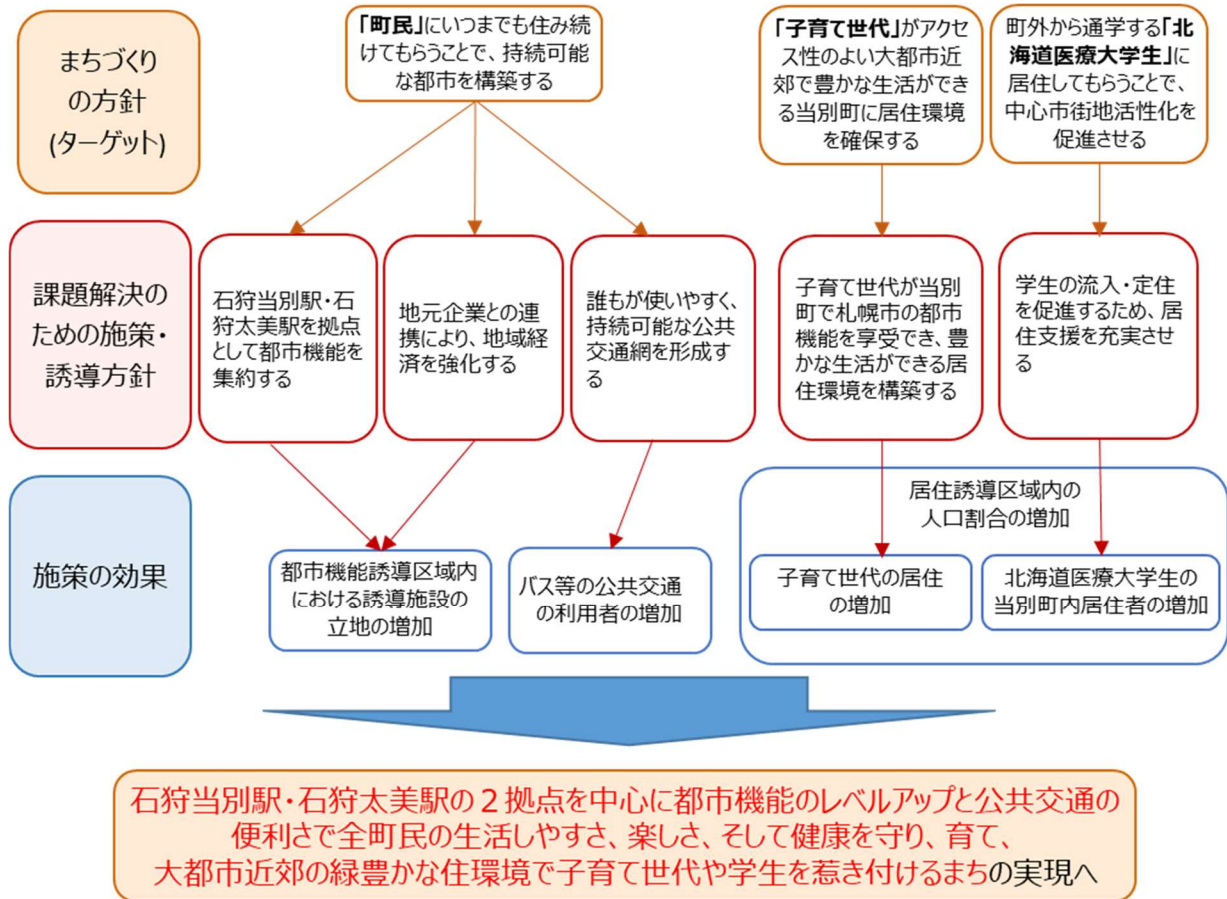 まちづくり
の方針
(ターゲット)
「町民」にいつまでも住み続
けてもらうことで、持続可能
な都市を構築する
「子育て世代」がアクセ
ス性のよい大都市近
郊で豊かな生活ができ
る当別町に居住環境
を確保する
町外から通学する「北
海道医療大学生」に
居住してもらうことで、
中心市街地活性化を
促進させる
課題解決の
ための施策・
誘導方針
石狩当別駅・石
狩太美駅を拠点
として都市機能を
集約する
地元企業との連
携により、地域経
済を強化する
誰もが使いやすく、
持続可能な公共
交通網を形成す
る
子育て世代が当別
町で札幌市の都市
機能を享受でき、豊
かな生活ができる居
住環境を構築する
学生の流入・定住
を促進するため、居
住支援を充実させ
る
施策の効果
都市機能誘導区域内
における誘導施設の
立地の増加
バス等の公共交通
の利用者の増加
居住誘導区域内の
人口割合の増加
子育て世代の居住
の増加
北海道医療大学生の
当別町内居住者の増加
石狩当別駅・石狩太美駅の２拠点を中心に都市機能のレベルアップと公共交通の
便利さで全町民の生活しやすさ、楽しさ、そして健康を守り、育て、
大都市近郊の緑豊かな住環境で子育て世代や学生を惹き付けるまちの実現へ